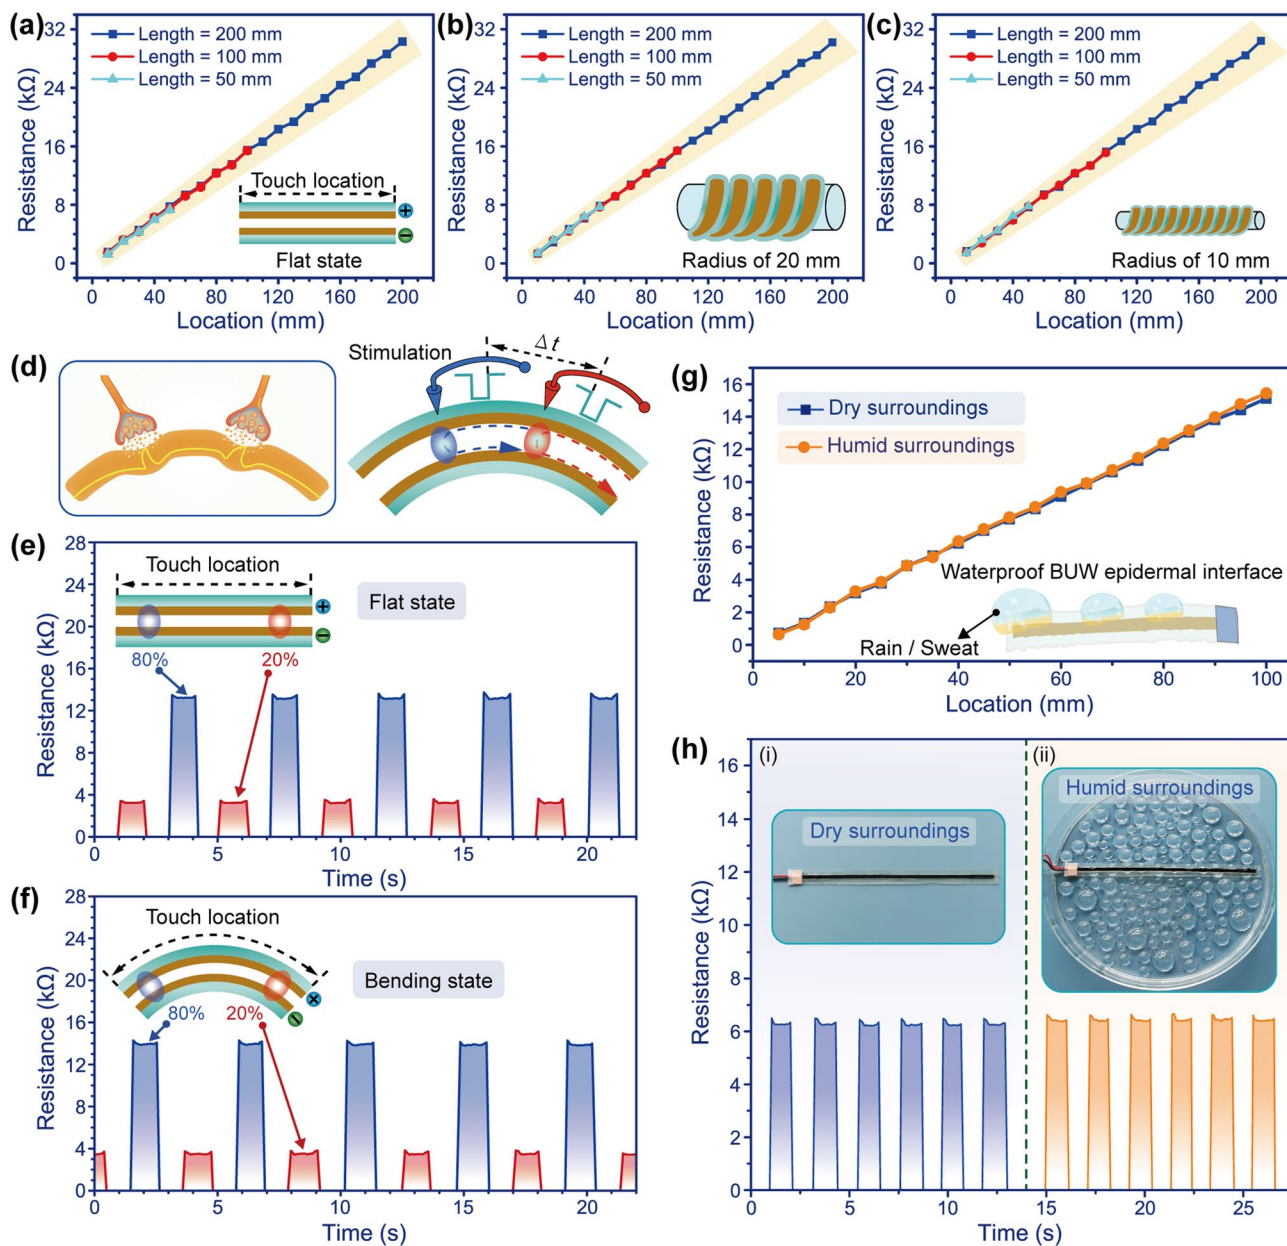 (a)
Length = 200 mm
Length = 100 mm
Length = 50 mm
Resistance (kΩ)
32
24
16
8
0
Touch location
+
−
Flat state
0
40
80
120
160
200
Location (mm)
(b)
Length = 200 mm
Length = 100 mm
Length = 50 mm
Resistance (kΩ)
32
24
16
8
0
Radius of 20 mm
0
40
80
120
160
200
Location (mm)
(c)
Length = 200 mm
Length = 100 mm
Length = 50 mm
Resistance (kΩ)
32
24
16
8
0
Radius of 10 mm
0
40
80
120
160
200
Location (mm)
(d)
Stimulation
Δ t
(e)
Resistance (kΩ)
28
24
20
16
12
8
4
0
Touch location
+
−
Flat state
80%
20%
0
5
10
15
20
Time (s)
(f)
Resistance (kΩ)
28
24
20
16
12
8
4
0
Touch location
+
−
Bending state
80%
20%
0
5
10
15
20
Time (s)
(g)
Resistance (kΩ)
16
14
12
10
8
6
4
2
0
Dry surroundings
Humid surroundings
Waterproof BUW epidermal interface
Rain / Sweat
0
20
40
60
80
100
Location (mm)
(h)
Resistance (kΩ)
16
14
12
10
8
6
4
2
0
(i)
Dry surroundings
(ii)
Humid surroundings
0
5
10
15
20
25
Time (s)